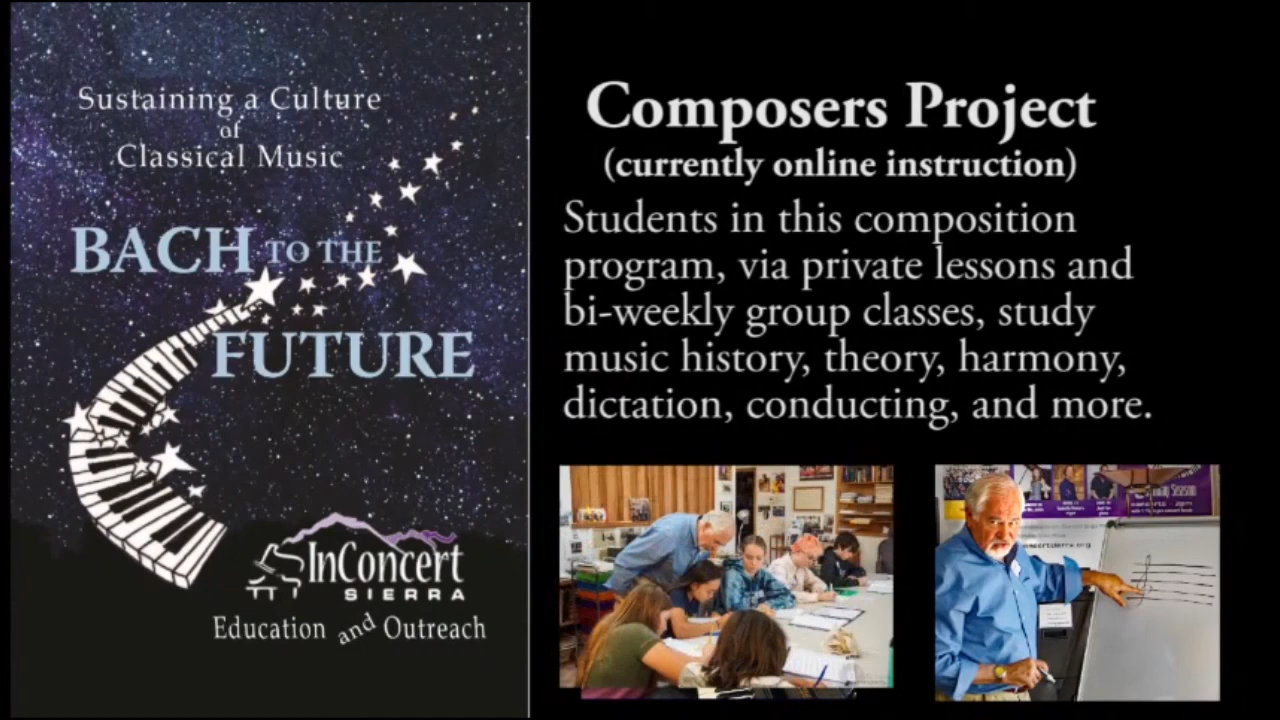 Sustaining a Culture
of
Classical Music
BACH TO THE
FUTURE
InConcert
SIERRA
Education and Outreach
Composers Project
(currently online instruction)
Students in this composition
program, via private lessons and
bi-weekly group classes, study
music history, theory, harmony,
dictation, conducting, and more.
Season